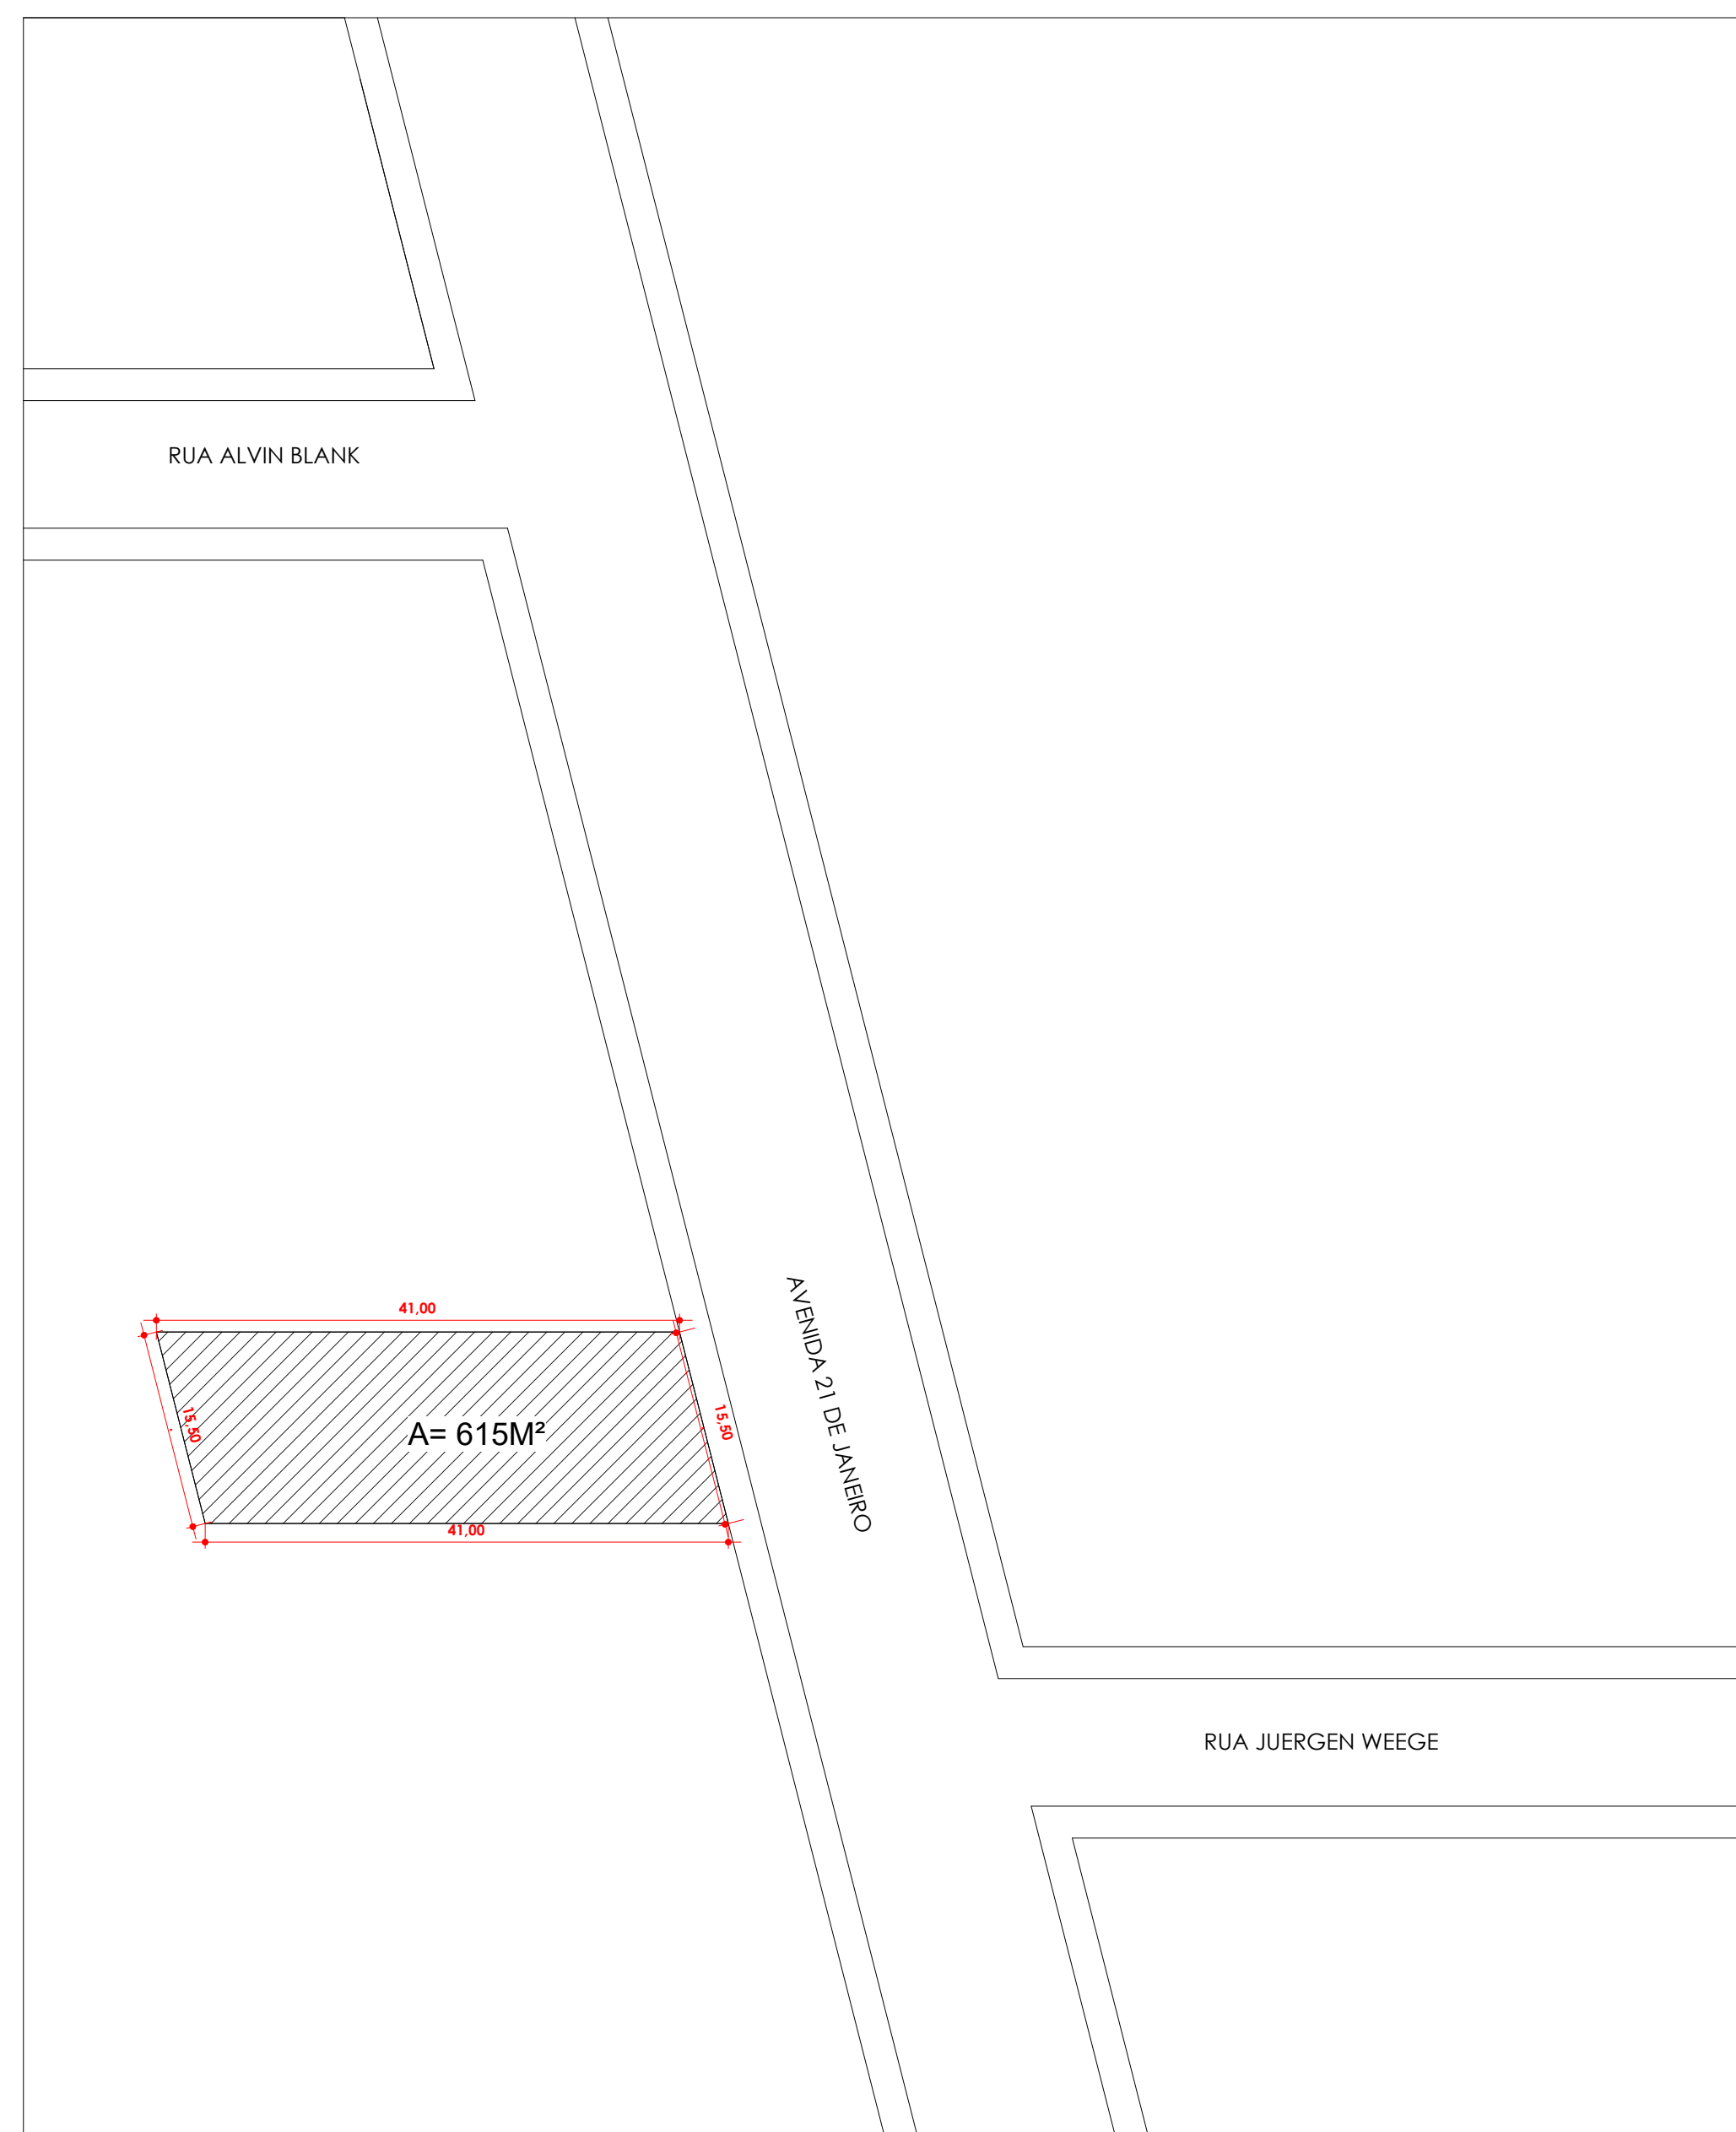 RUA ALVIN BLANK
AVENIDA 21 DE JANEIRO
41,00
15,50
A= 615M²
15,50
41,00
RUA JUERGEN WEEGE